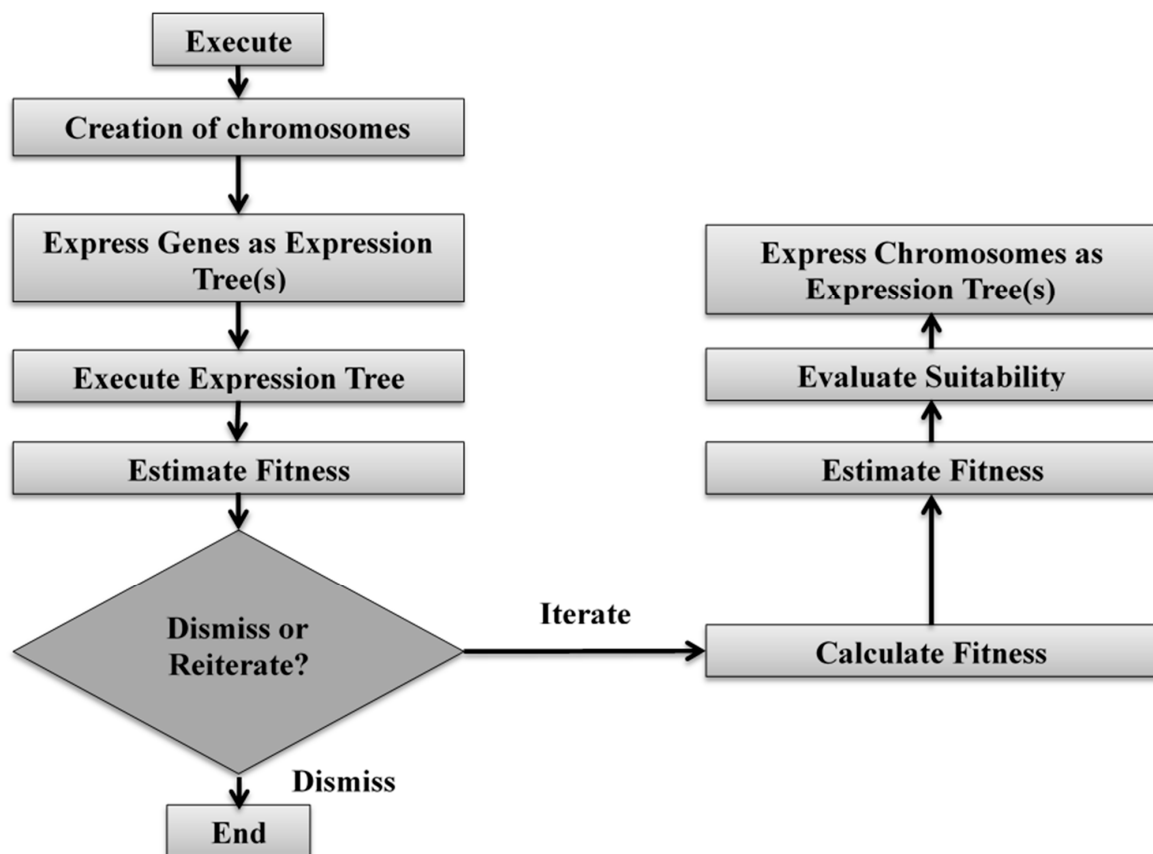 Execute
Creation of chromosomes
Express Genes as Expression
Tree(s)
Execute Expression Tree
Estimate Fitness
Dismiss or
Reiterate?
Dismiss
End
Iterate
Express Chromosomes as
Expression Tree(s)
Evaluate Suitability
Estimate Fitness
Calculate Fitness